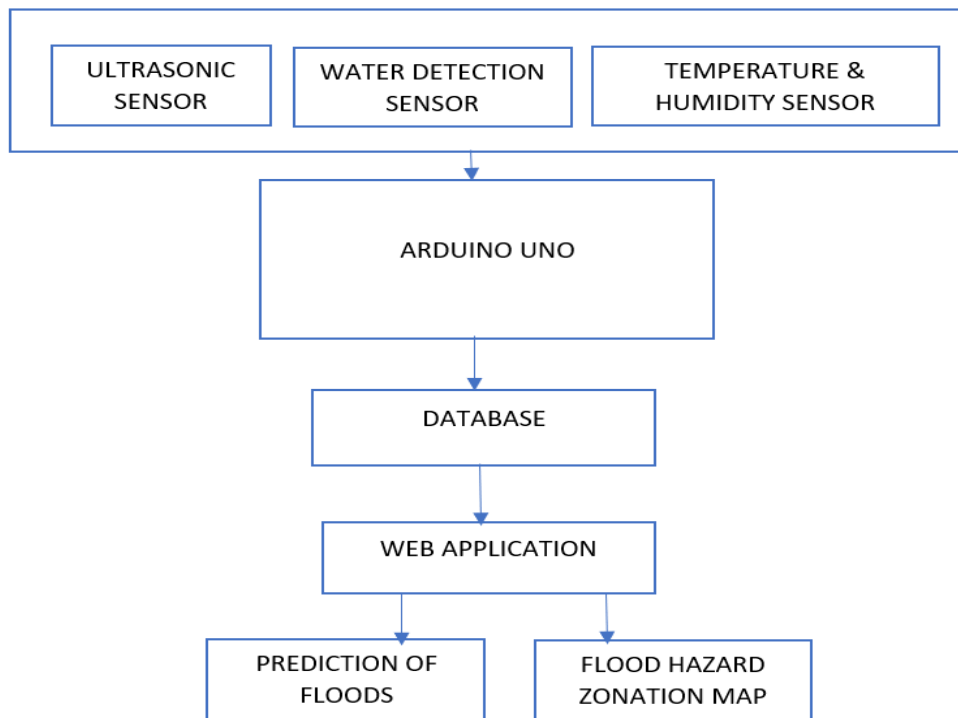 ULTRASONIC
SENSOR
WATER DETECTION
SENSOR
TEMPERATURE &
HUMIDITY SENSOR
ARDUINO UNO
DATABASE
WEB APPLICATION
PREDICTION OF
FLOODS
FLOOD HAZARD
ZONATION MAP